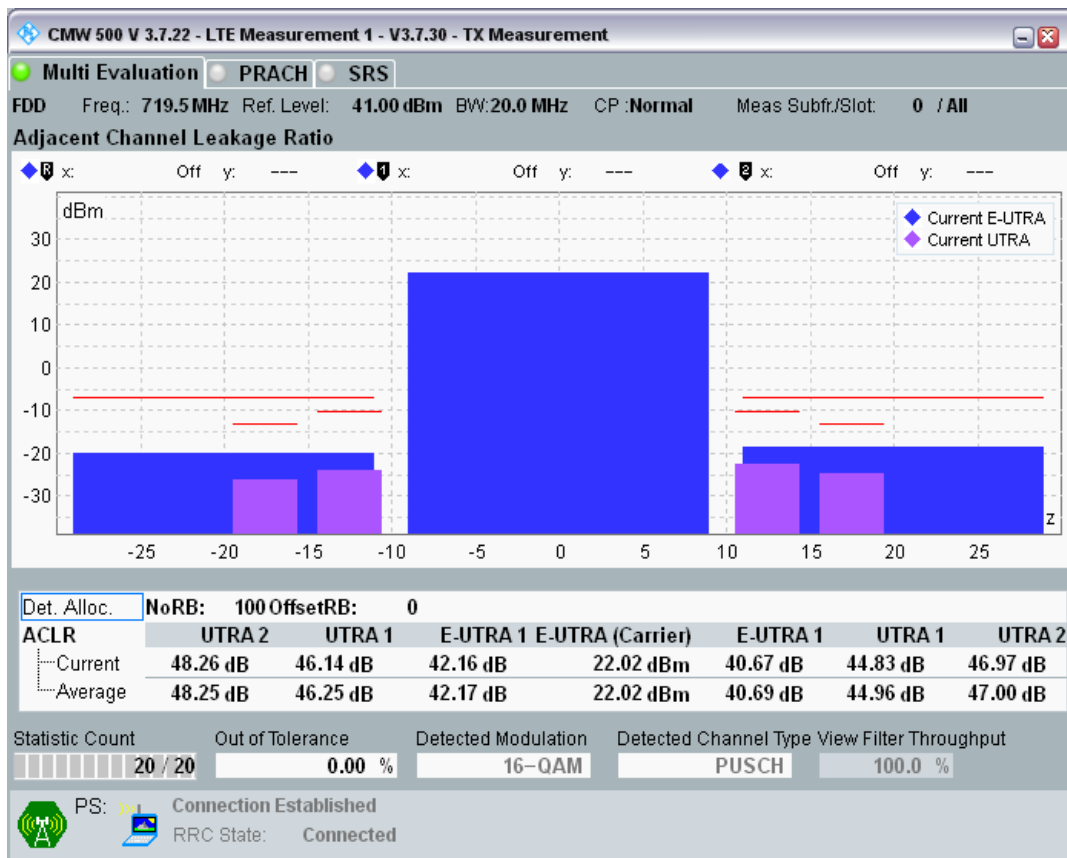 CMW 500 V 3.7.22 - LTE Measurement 1 - V3.7.30 - TX Measurement
Multi Evaluation PRACH SRS
FDD Freq.: 719.5 MHz Ref. Level: 41.00 dBm BW:20.0 MHz CP :Normal Meas Subfr./Slot: 0 / All
Adjacent Channel Leakage Ratio
R x: Off y: --- 1 x: Off y: --- 2 x: Off y: ---
dBm
Current E-UTRA
Current UTRA
30
20
10
0
-10
-20
-30
z
-25 -20 -15 -10 -5 0 5 10 15 20 25
Det. Alloc. NoRB: 100 OffsetRB: 0
ACLR UTRA 2 UTRA 1 E-UTRA 1 E-UTRA (Carrier) E-UTRA 1 UTRA 1 UTRA 2
Current 48.26 dB 46.14 dB 42.16 dB 22.02 dBm 40.67 dB 44.83 dB 46.97 dB
Average 48.25 dB 46.25 dB 42.17 dB 22.02 dBm 40.69 dB 44.96 dB 47.00 dB
Statistic Count Out of Tolerance Detected Modulation Detected Channel Type View Filter Throughput
20 / 20 0.00 % 16-QAM PUSCH 100.0 %
PS: Connection Established
RRC State: Connected